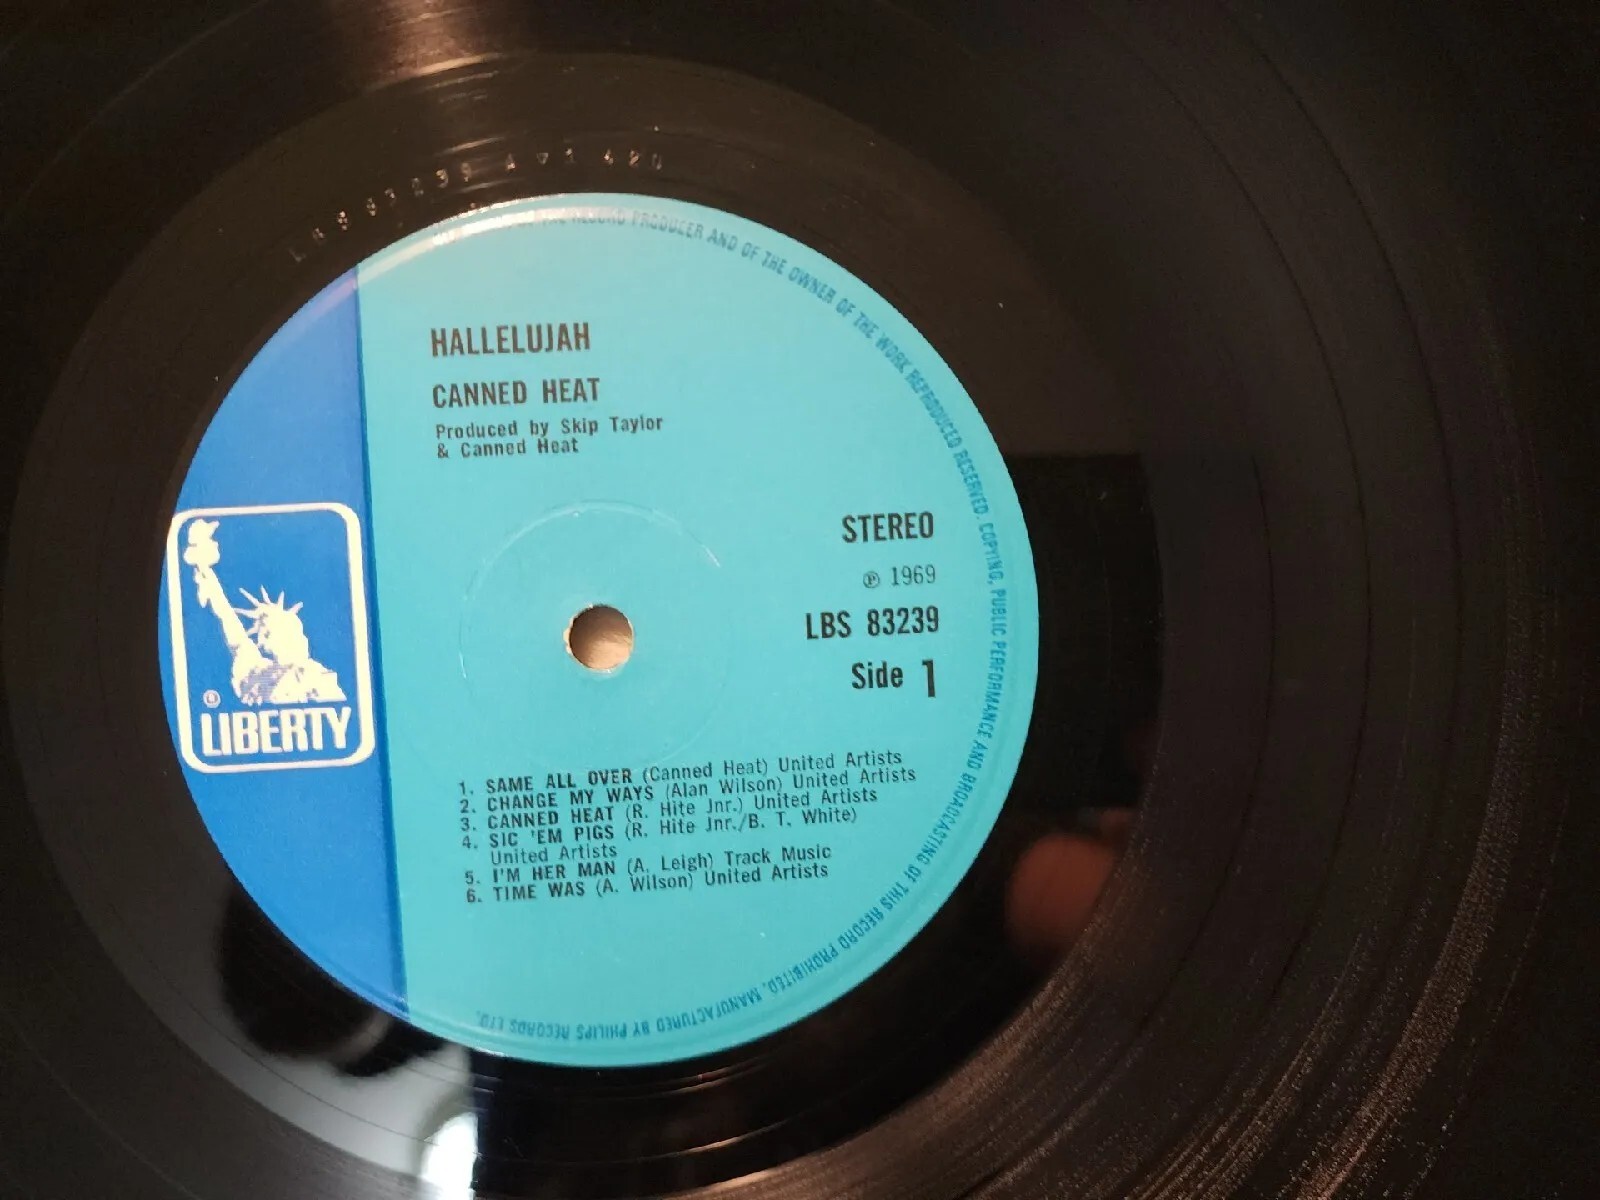 HALLELUJAH
CANNED HEAT
Produced by Skip Taylor
& Canned Heat
STEREO
℗ 1969
LBS 83239
Side 1
® LIBERTY
1. SAME ALL OVER (Canned Heat) United Artists
2. CHANGE MY WAYS (Alan Wilson) United Artists
3. CANNED HEAT (R. Hite Jnr.) United Artists
4. SIC 'EM PIGS (R. Hite Jnr./B. T. White)
United Artists
5. I'M HER MAN (A. Leigh) Track Music
6. TIME WAS (A. Wilson) United Artists
RECORD PRODUCER AND OF THE OWNER OF THE WORK REPRODUCED RESERVED. COPYING, PUBLIC PERFORMANCE AND BROADCASTING OF THIS RECORD PROHIBITED. MANUFACTURED BY PHILIPS RECORDS LTD.